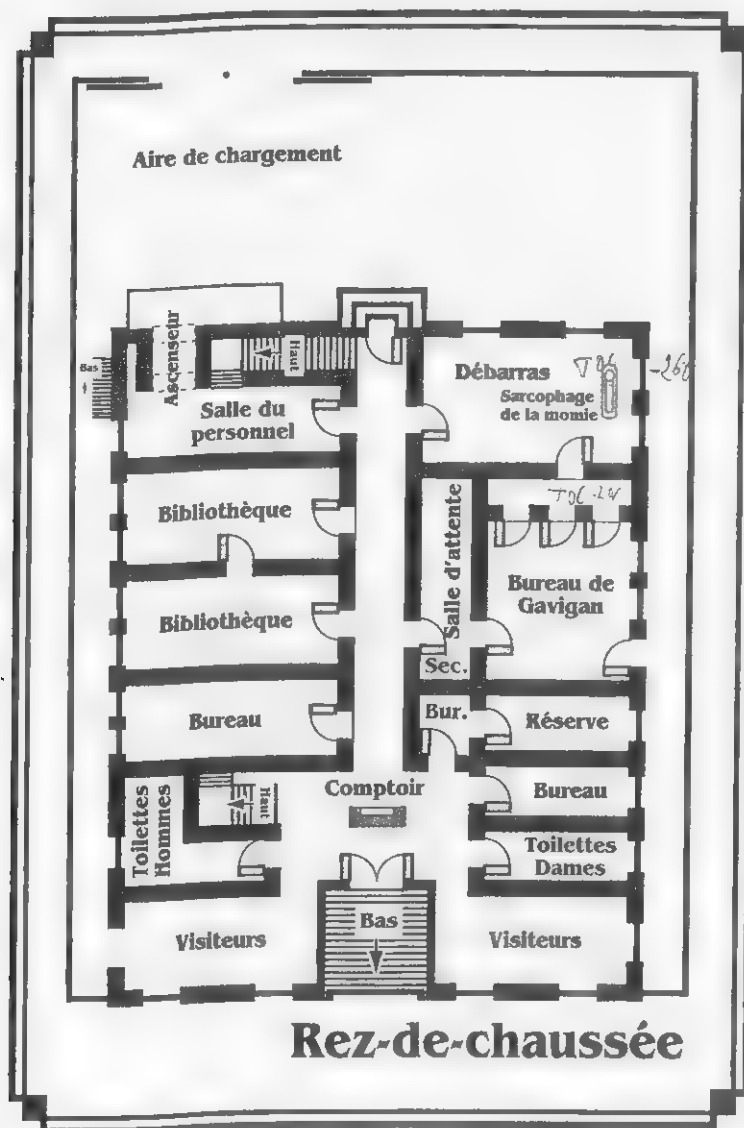 Aire de chargement
Bas
Ascenseur
Haut
Débarras
Sarcophage
de la momie
Salle du
personnel
Bibliothèque
Salle d'attente
Bureau de
Gavigan
Bibliothèque
Sec.
Bureau
Bur.
Réserve
Bureau
Toilettes
Hommes
Haut
Comptoir
Toilettes
Dames
Visiteurs
Bas
Visiteurs
Rez-de-chaussée